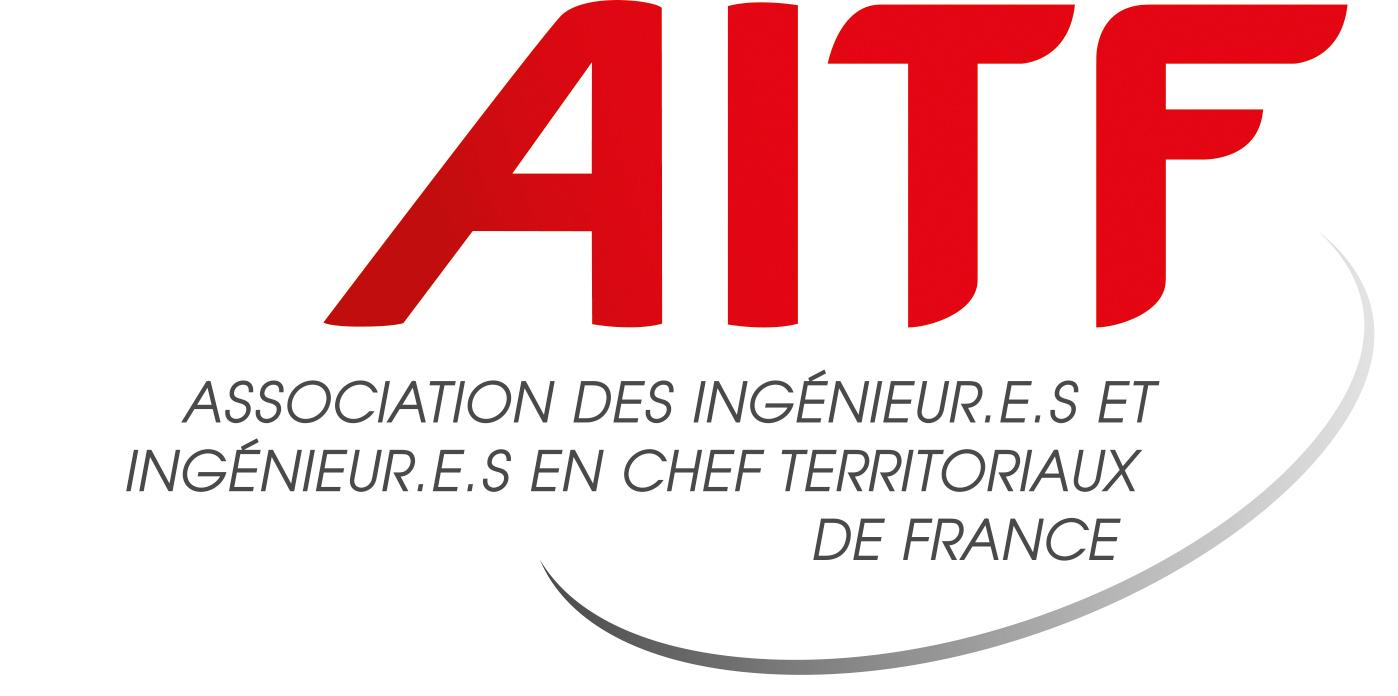 AITF
ASSOCIATION DES INGÉNIEUR.E.S ET
INGÉNIEUR.E.S EN CHEF TERRITORIAUX
DE FRANCE